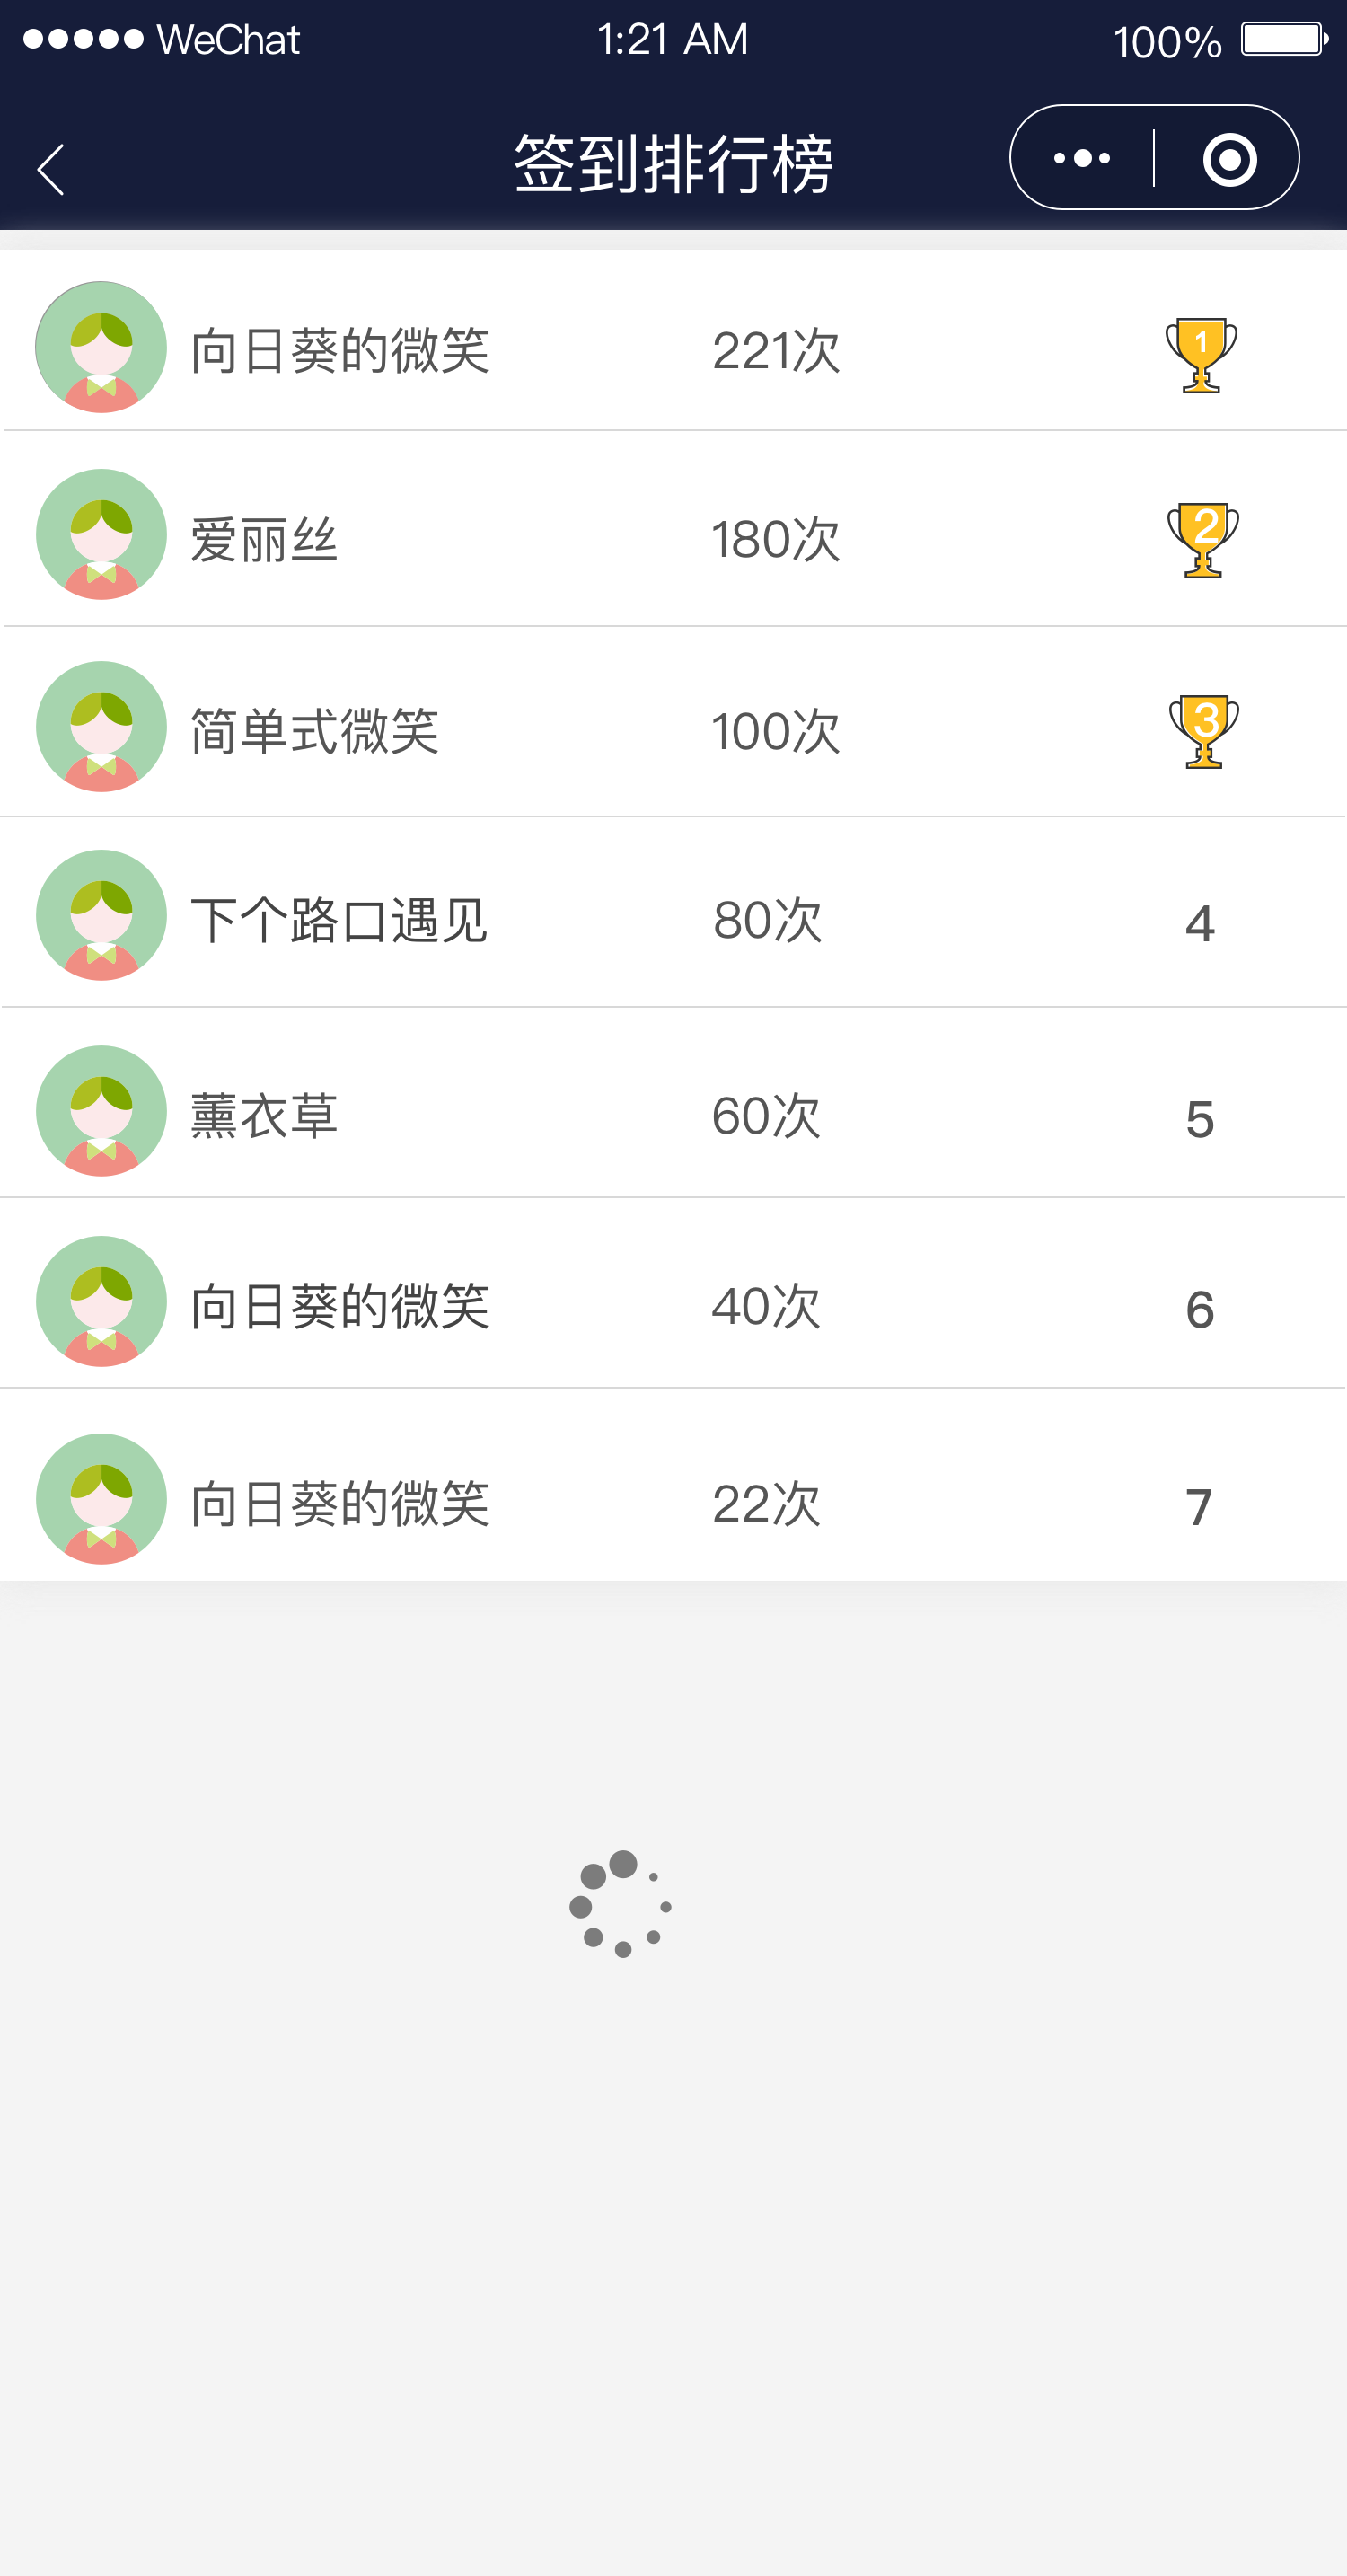 WeChat 1:21 AM 100%
签到排行榜
向日葵的微笑 221次 1
爱丽丝 180次 2
简单式微笑 100次 3
下个路口遇见 80次 4
薰衣草 60次 5
向日葵的微笑 40次 6
向日葵的微笑 22次 7